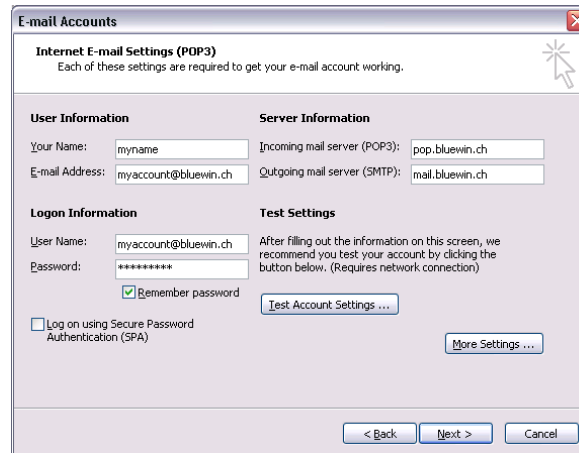 E-mail Accounts
Internet E-mail Settings (POP3)
Each of these settings are required to get your e-mail account working.
User Information
Your Name: myname
E-mail Address: myaccount@bluewin.ch
Server Information
Incoming mail server (POP3): pop.bluewin.ch
Outgoing mail server (SMTP): mail.bluewin.ch
Logon Information
User Name: myaccount@bluewin.ch
Password: *********
Remember password
Log on using Secure Password
Authentication (SPA)
Test Settings
After filling out the information on this screen, we
recommend you test your account by clicking the
button below. (Requires network connection)
Test Account Settings ...
More Settings ...
< Back
Next >
Cancel